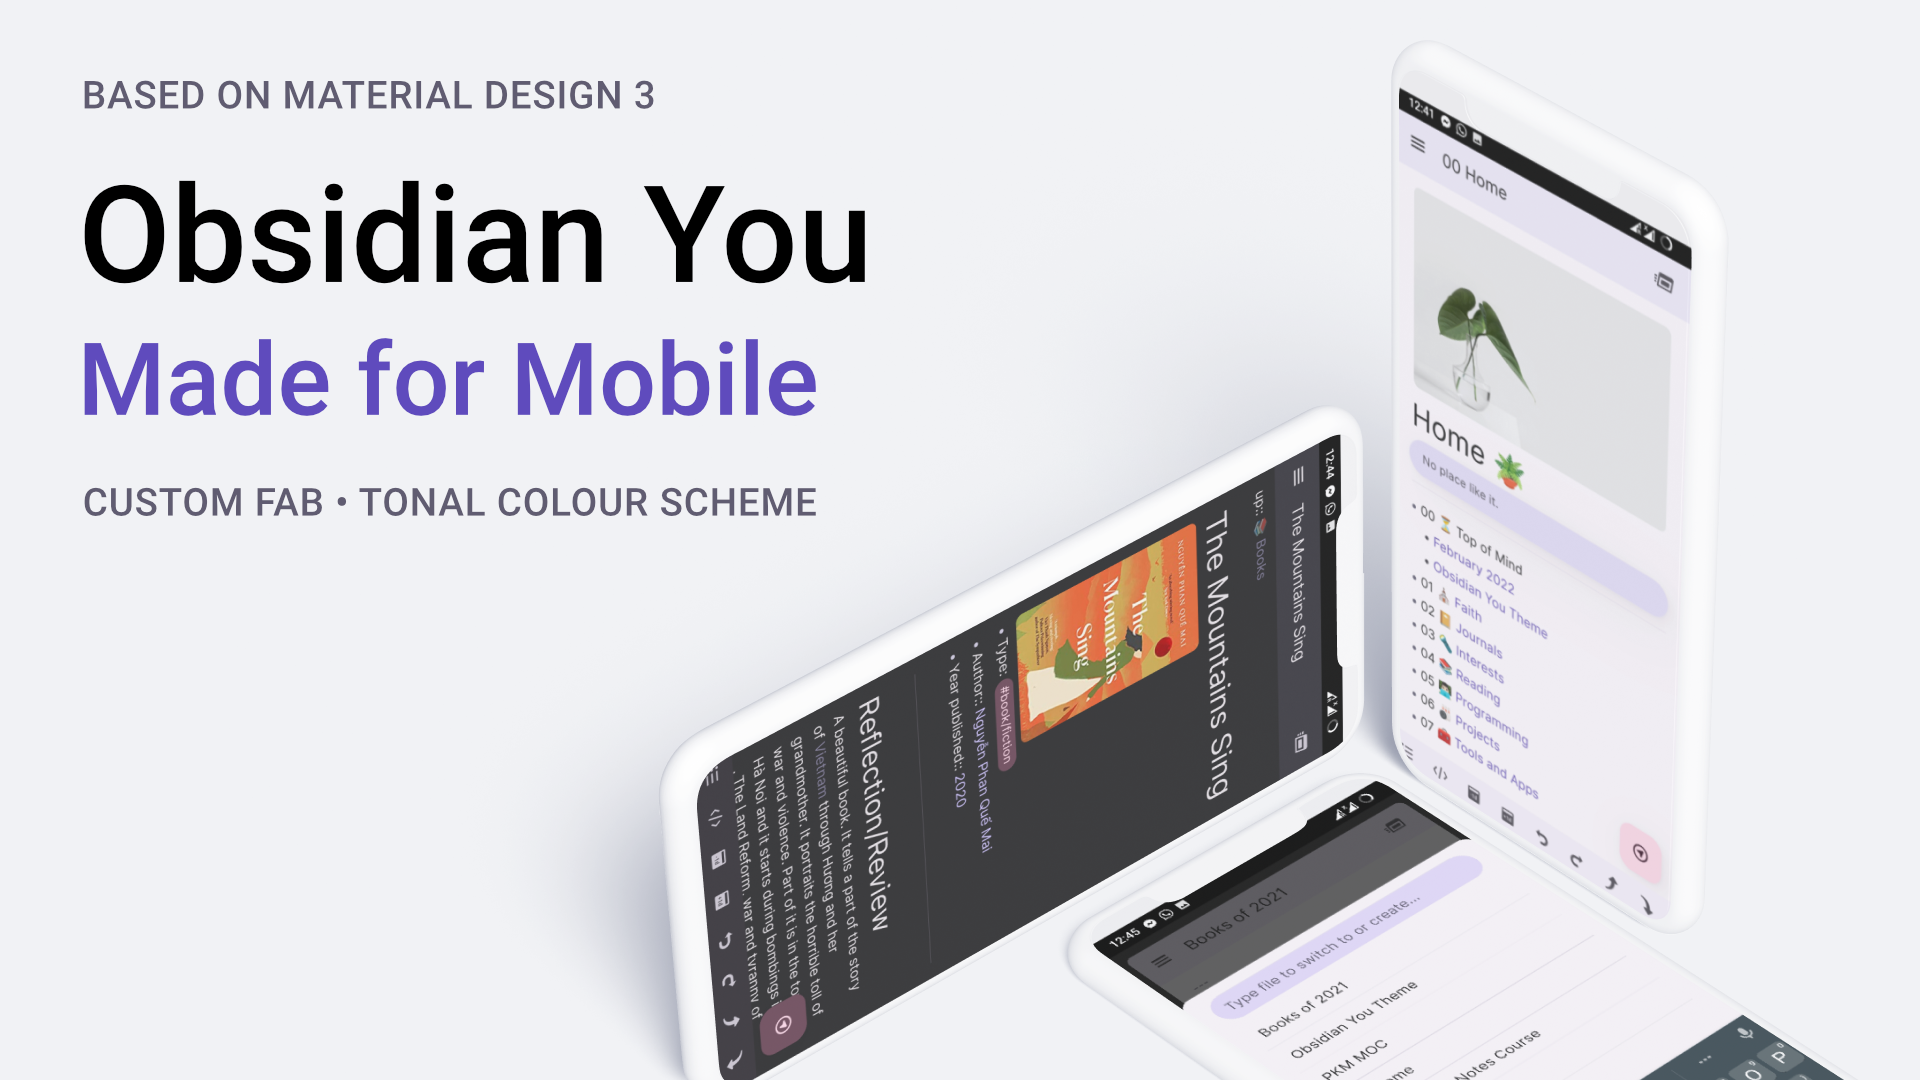 BASED ON MATERIAL DESIGN 3
Obsidian You
Made for Mobile
CUSTOM FAB • TONAL COLOUR SCHEME
12:41
00 Home
Home
No place like it.
• 00 ⏳ Top of Mind
• February 2022
• Obsidian You Theme
• 01 Faith
• 02 📔 Journals
• 03 Interests
• 04 📚 Reading
• 05 Programming
• 06 Projects
• 07 🧰 Tools and Apps
12:44
The Mountains Sing
up:: 📚 Books
The Mountains Sing
NGUYỄN PHAN QUẾ MAI
The
Mountains
Sing
• Type: #book/fiction
• Author:: Nguyễn Phan Quế Mai
• Year published:: 2020
Reflection/Review
A beautiful book. It tells a part of the story
of Vietnam through Hương and her
grandmother. It portraits the horrible toll of
war and violence. Part of it is in the to
Hà Nội and it starts during bombings
. The Land Reform, war and tyranny of
12:45
Books of 2021
Type file to switch to or create...
Books of 2021
Obsidian You Theme
PKM MOC
me
Notes Course
9
O
0
P